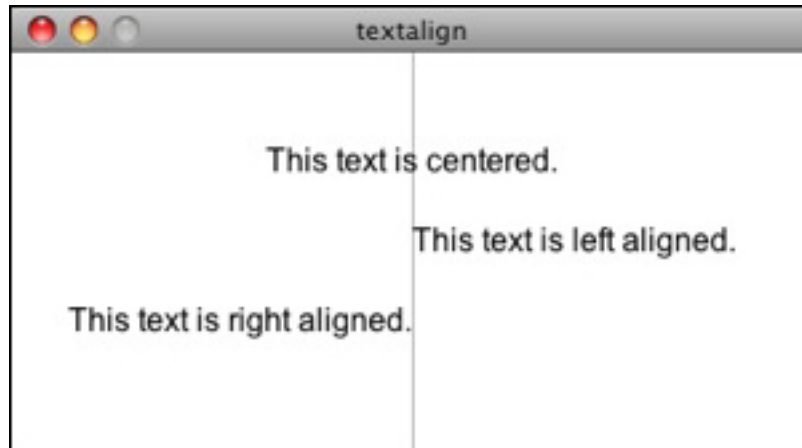 textalign
This text is centered.
This text is left aligned.
This text is right aligned.